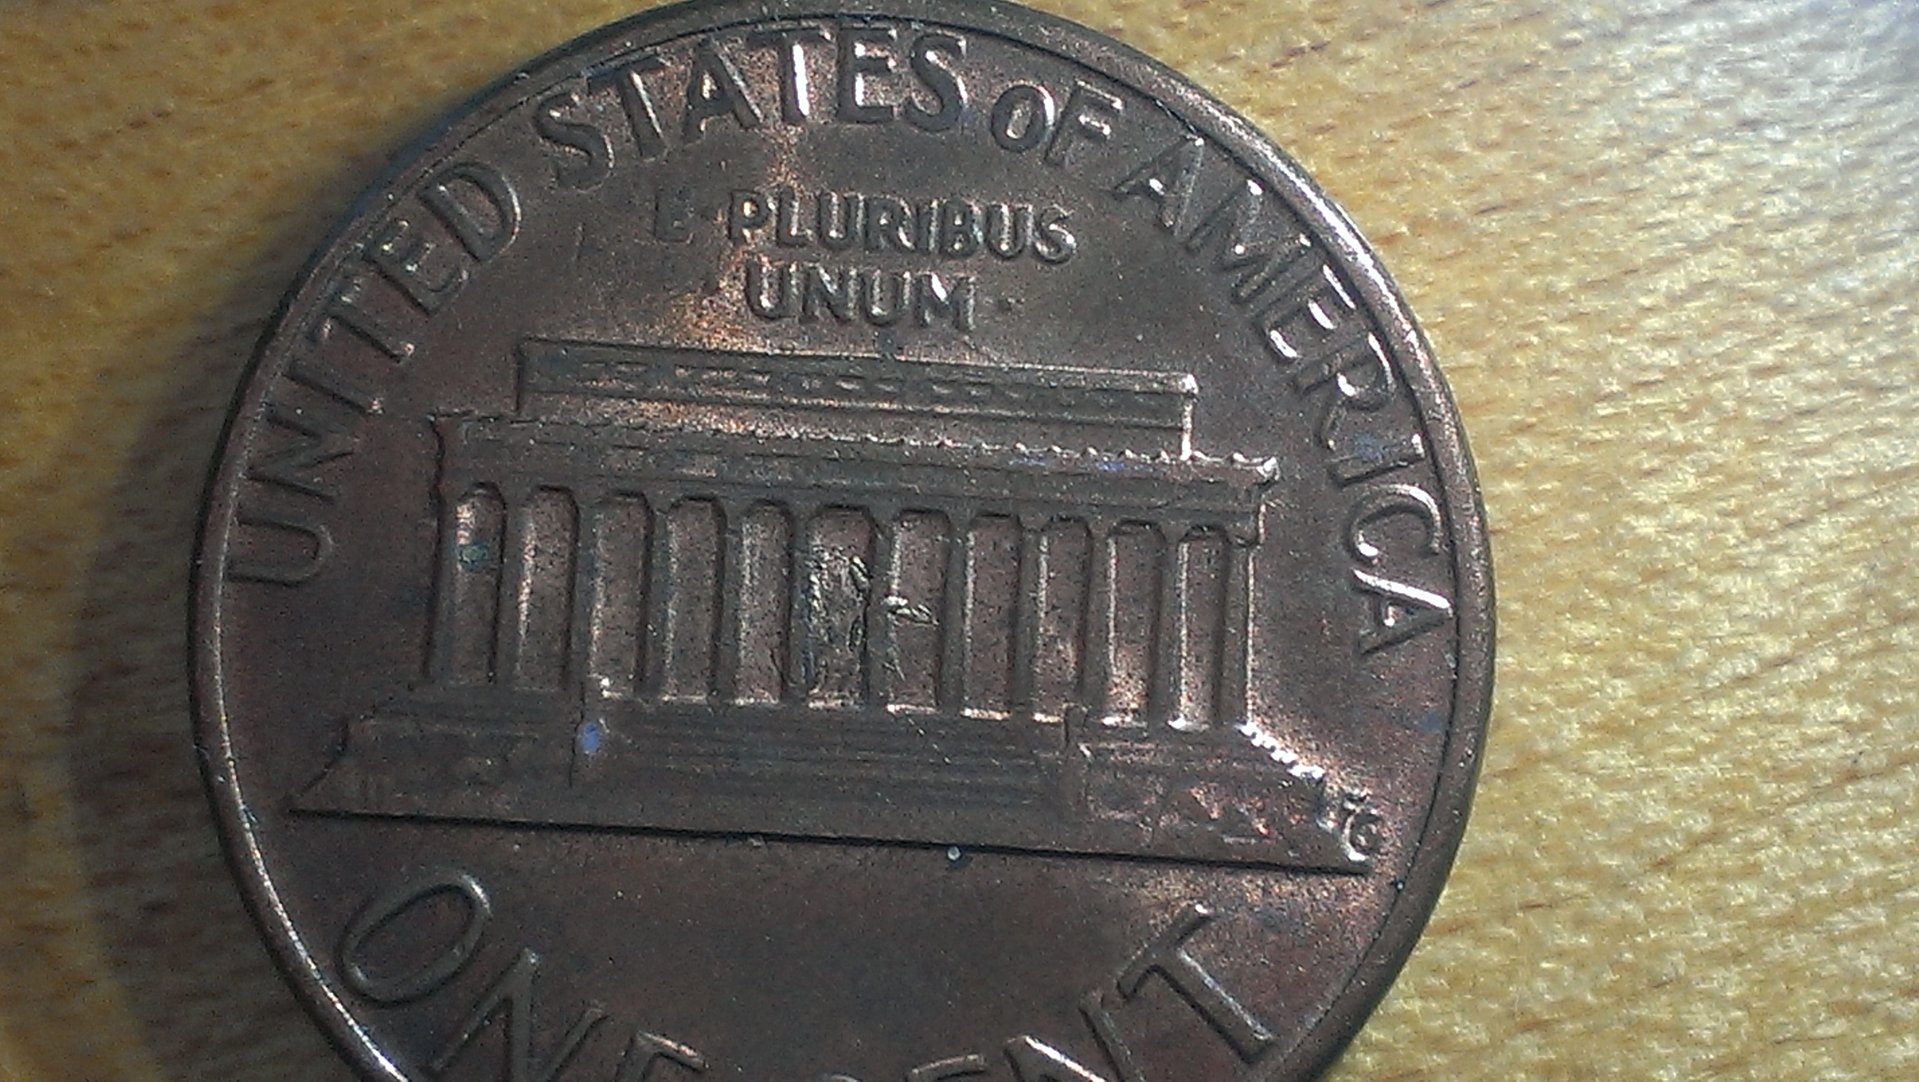 UNITED STATES OF AMERICA
E PLURIBUS
UNUM
FG
ONE CENT